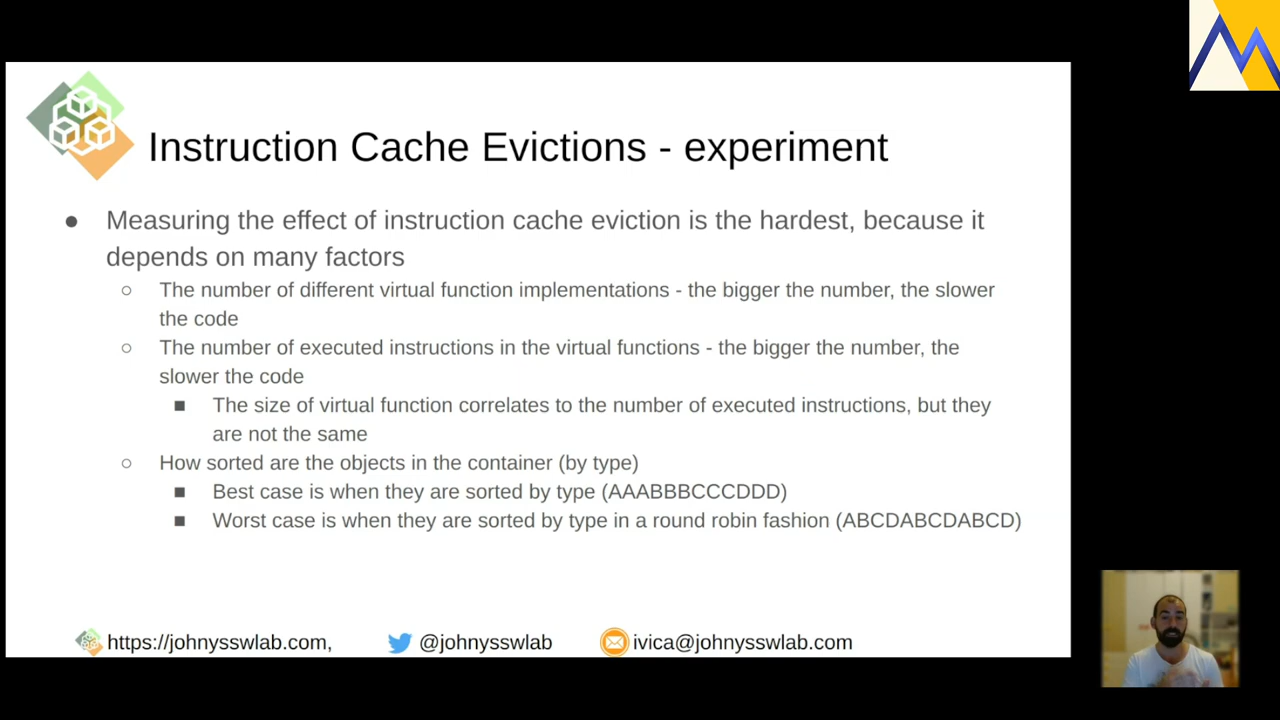 Instruction Cache Evictions - experiment
● Measuring the effect of instruction cache eviction is the hardest, because it
depends on many factors
○ The number of different virtual function implementations - the bigger the number, the slower
the code
○ The number of executed instructions in the virtual functions - the bigger the number, the
slower the code
■ The size of virtual function correlates to the number of executed instructions, but they
are not the same
○ How sorted are the objects in the container (by type)
■ Best case is when they are sorted by type (AAABBBCCCDDD)
■ Worst case is when they are sorted by type in a round robin fashion (ABCDABCDABCD)
https://johnysswlab.com, @johnysswlab ivica@johnysswlab.com